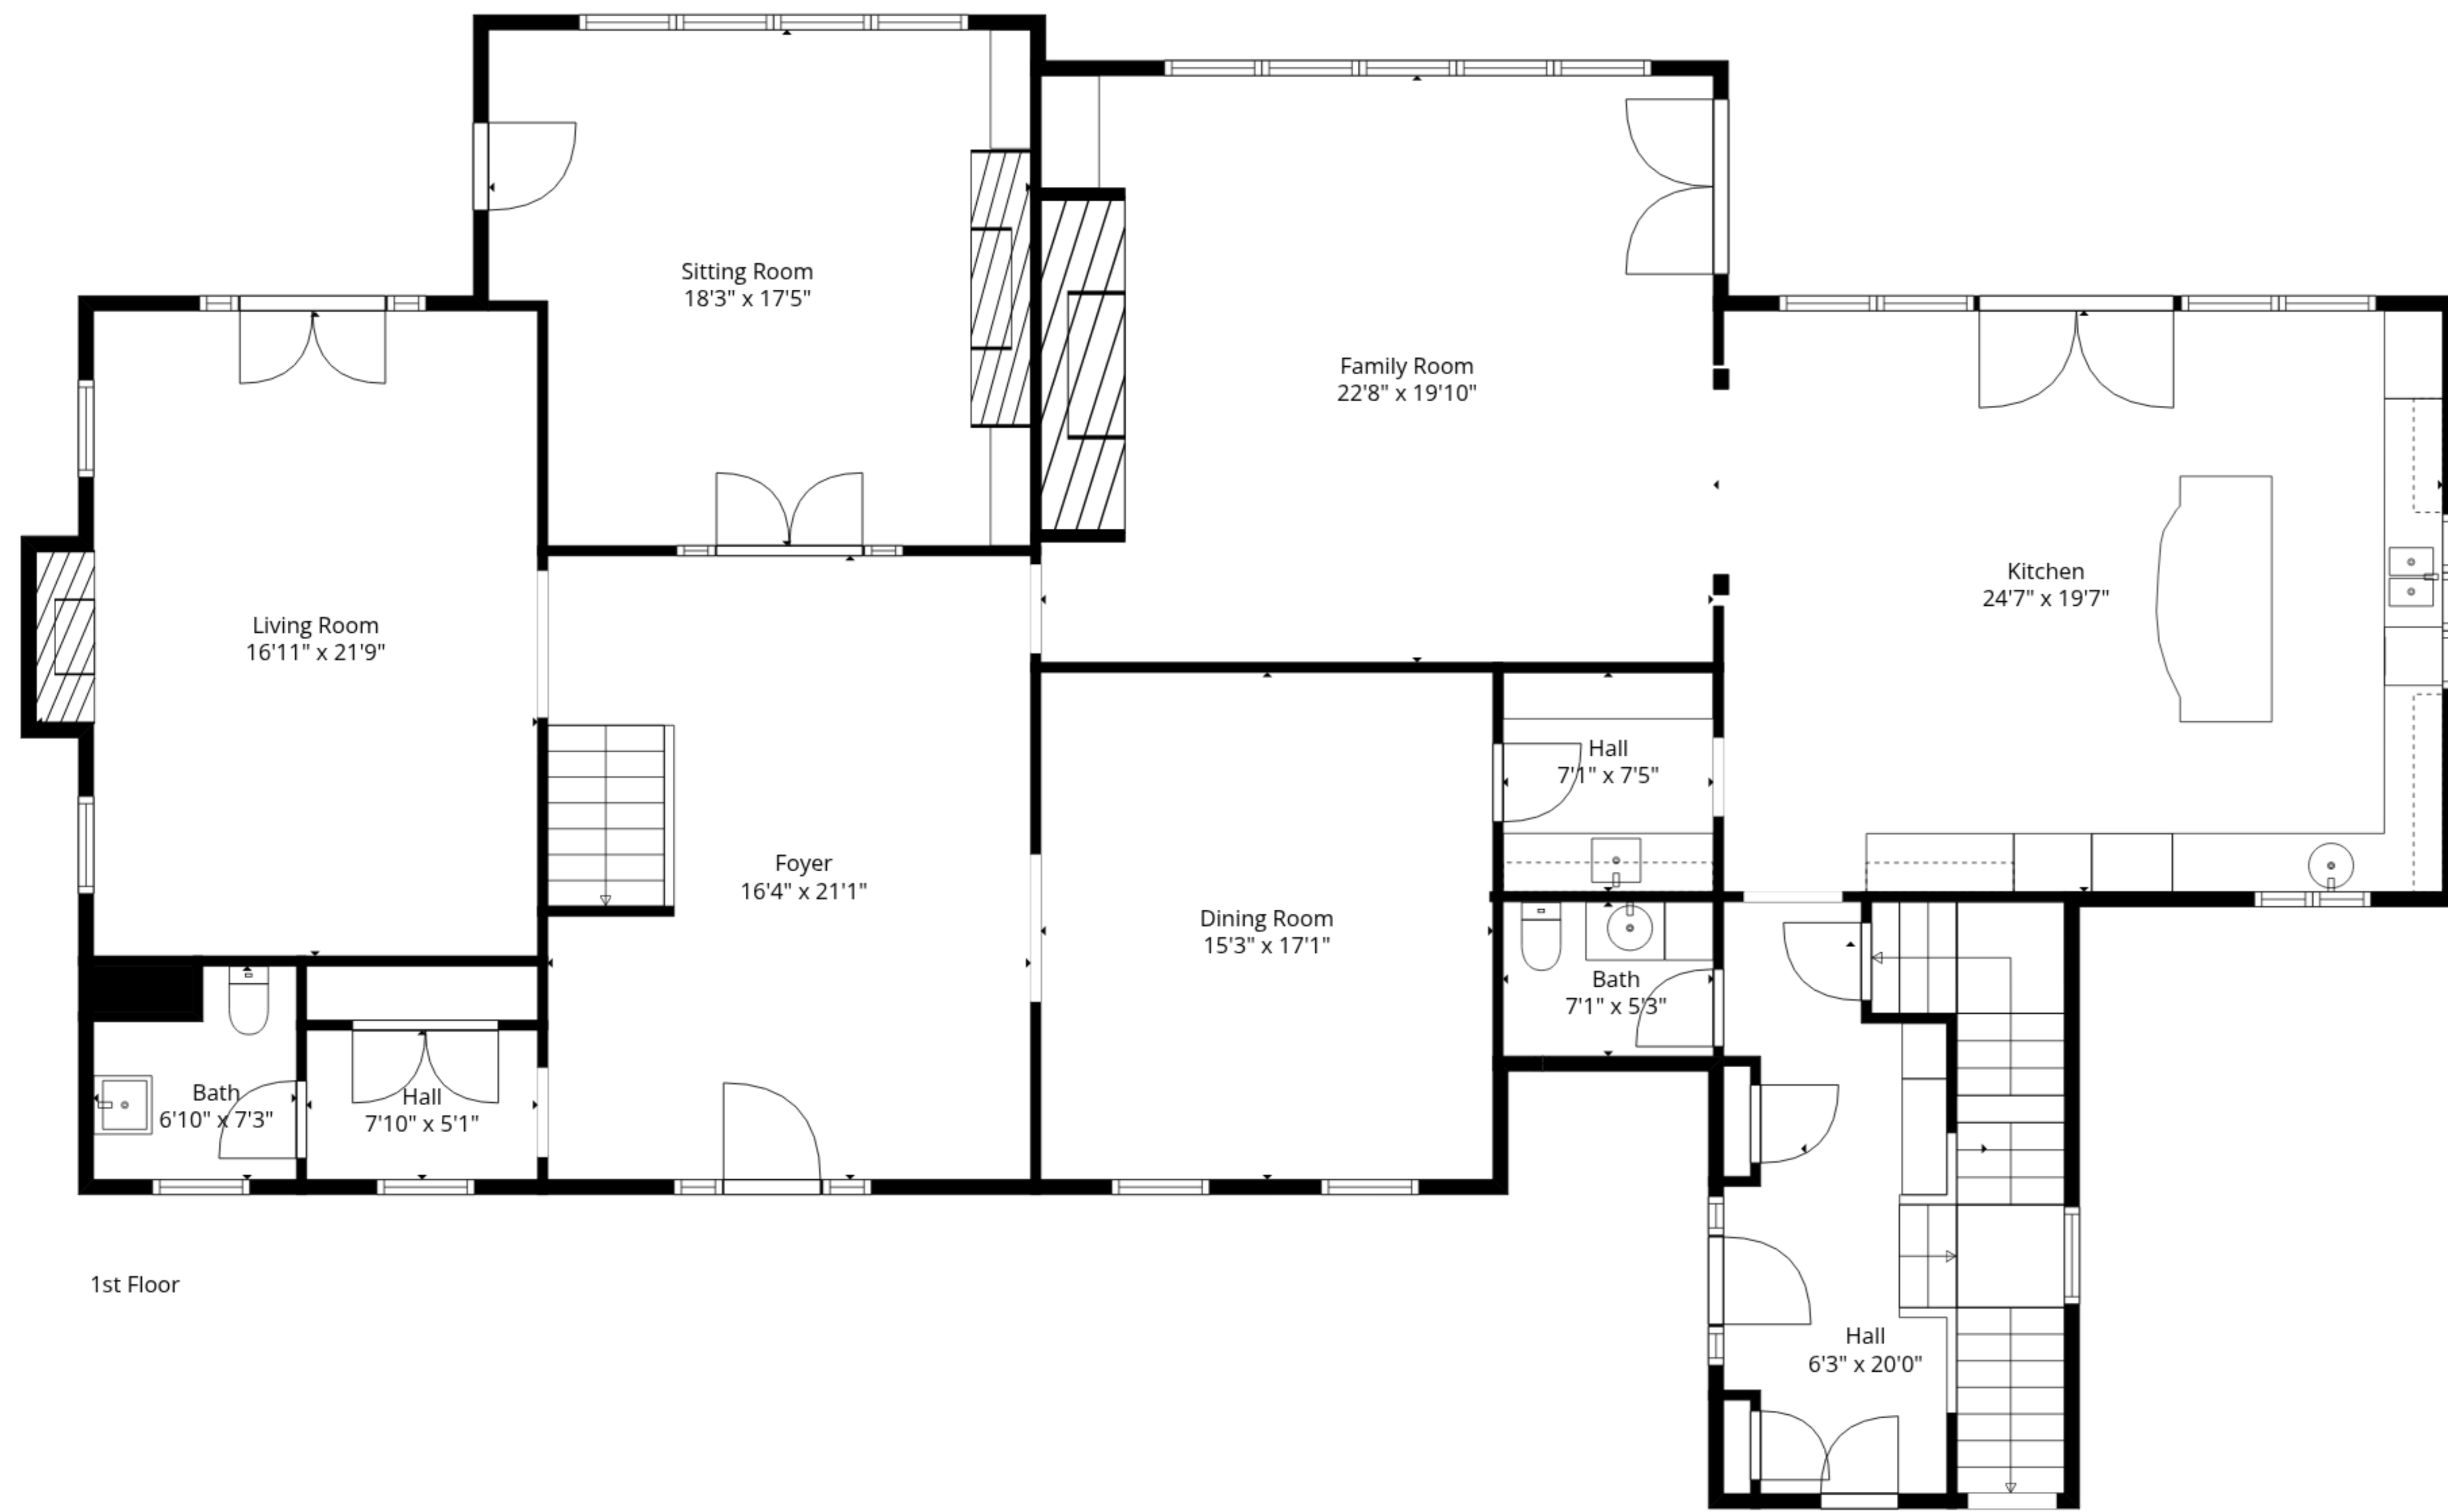 Sitting Room
18'3" x 17'5"
Family Room
22'8" x 19'10"
Kitchen
24'7" x 19'7"
Living Room
16'11" x 21'9"
Hall
7'1" x 7'5"
Foyer
16'4" x 21'1"
Dining Room
15'3" x 17'1"
Bath
7'1" x 5'3"
Bath
6'10" x 7'3"
Hall
7'10" x 5'1"
1st Floor
Hall
6'3" x 20'0"